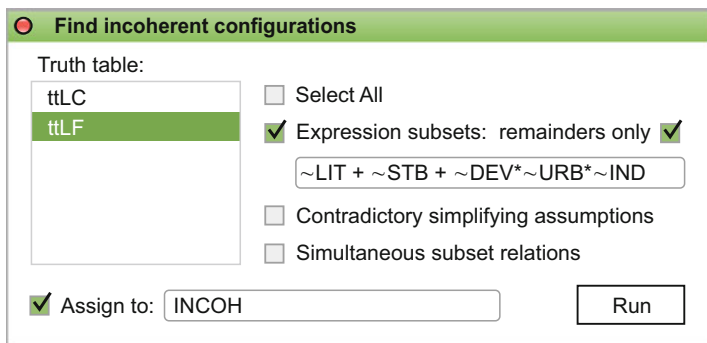 Find incoherent configurations
Truth table:
ttLC
ttLF
Select All
Expression subsets: remainders only
~LIT + ~STB + ~DEV*~URB*~IND
Contradictory simplifying assumptions
Simultaneous subset relations
Assign to: INCOH
Run